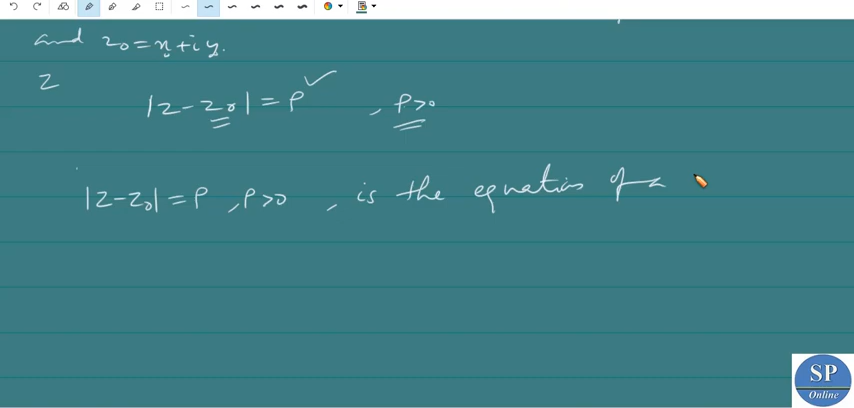 and z₀ = x + iy.
z
|z - z₀| = ρ ✓ , ρ>0
|z - z₀| = ρ , ρ>0 , is the equation of a
SP
Online